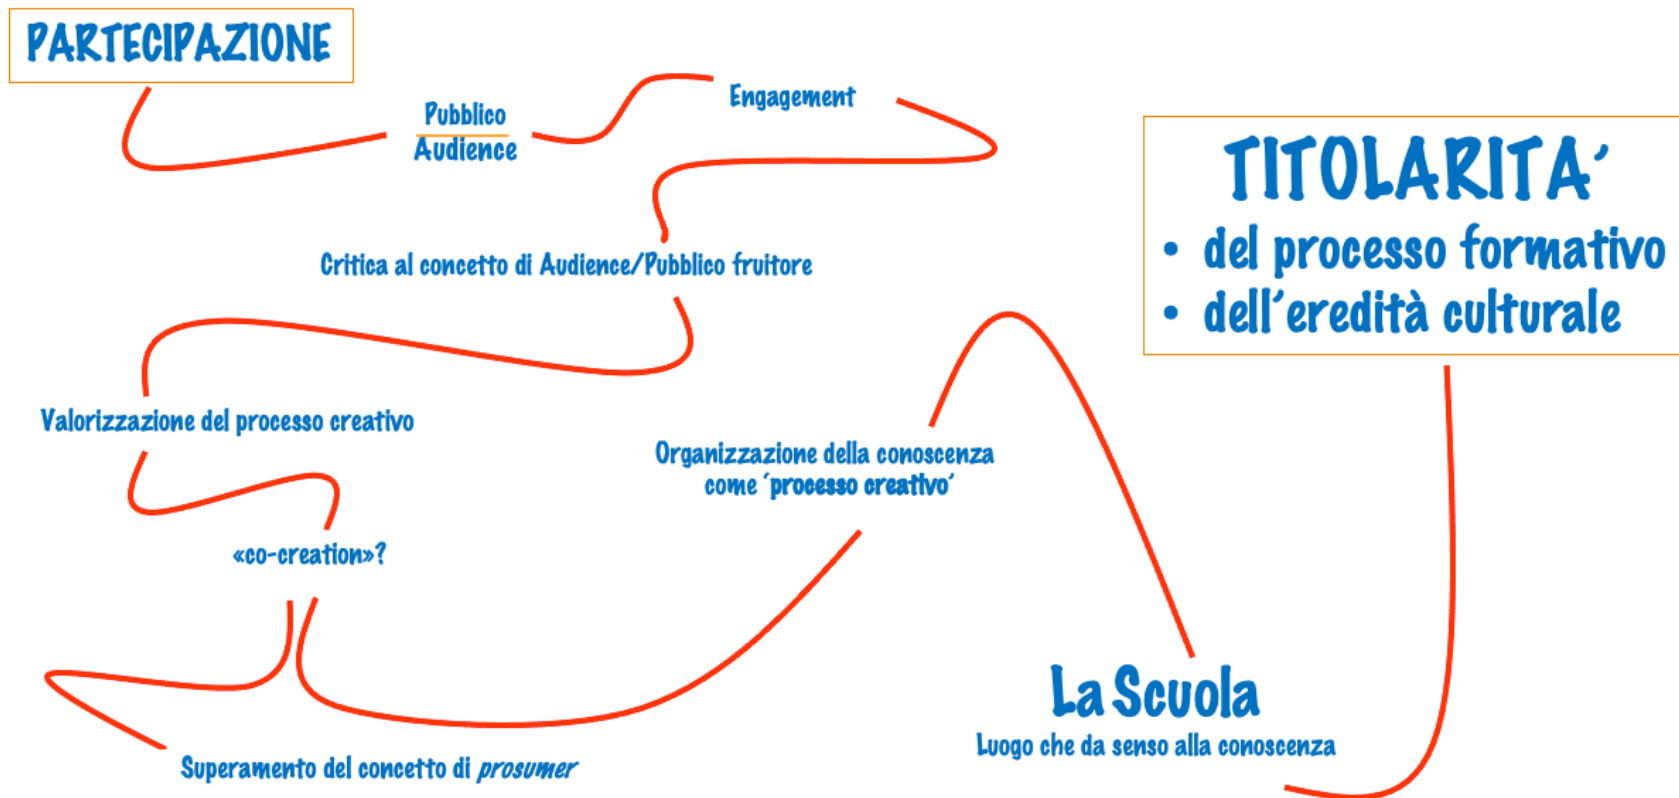 PARTECIPAZIONE
Pubblico
Audience
Engagement
Critica al concetto di Audience/Pubblico fruitore
Valorizzazione del processo creativo
«co-creation»?
Superamento del concetto di prosumer
Organizzazione della conoscenza
come ‘processo creativo’
La Scuola
Luogo che da senso alla conoscenza
TITOLARITA’
• del processo formativo
• dell’eredità culturale